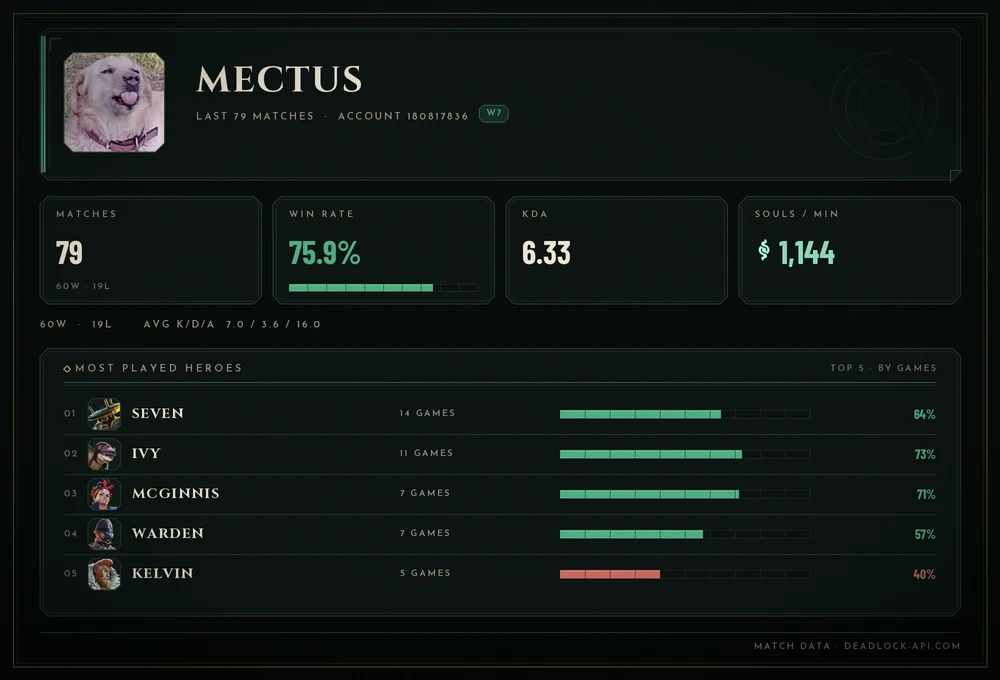 MECTUS
LAST 79 MATCHES · ACCOUNT 180817836 W7
MATCHES
79
60W · 19L
WIN RATE
75.9%
KDA
6.33
SOULS / MIN
1,144
60W · 19L AVG K/D/A 7.0 / 3.6 / 16.0
MOST PLAYED HEROES TOP 5 · BY GAMES
01 SEVEN 14 GAMES 64%
02 IVY 11 GAMES 73%
03 MCGINNIS 7 GAMES 71%
04 WARDEN 7 GAMES 57%
05 KELVIN 5 GAMES 40%
MATCH DATA · DEADLOCK-API.COM